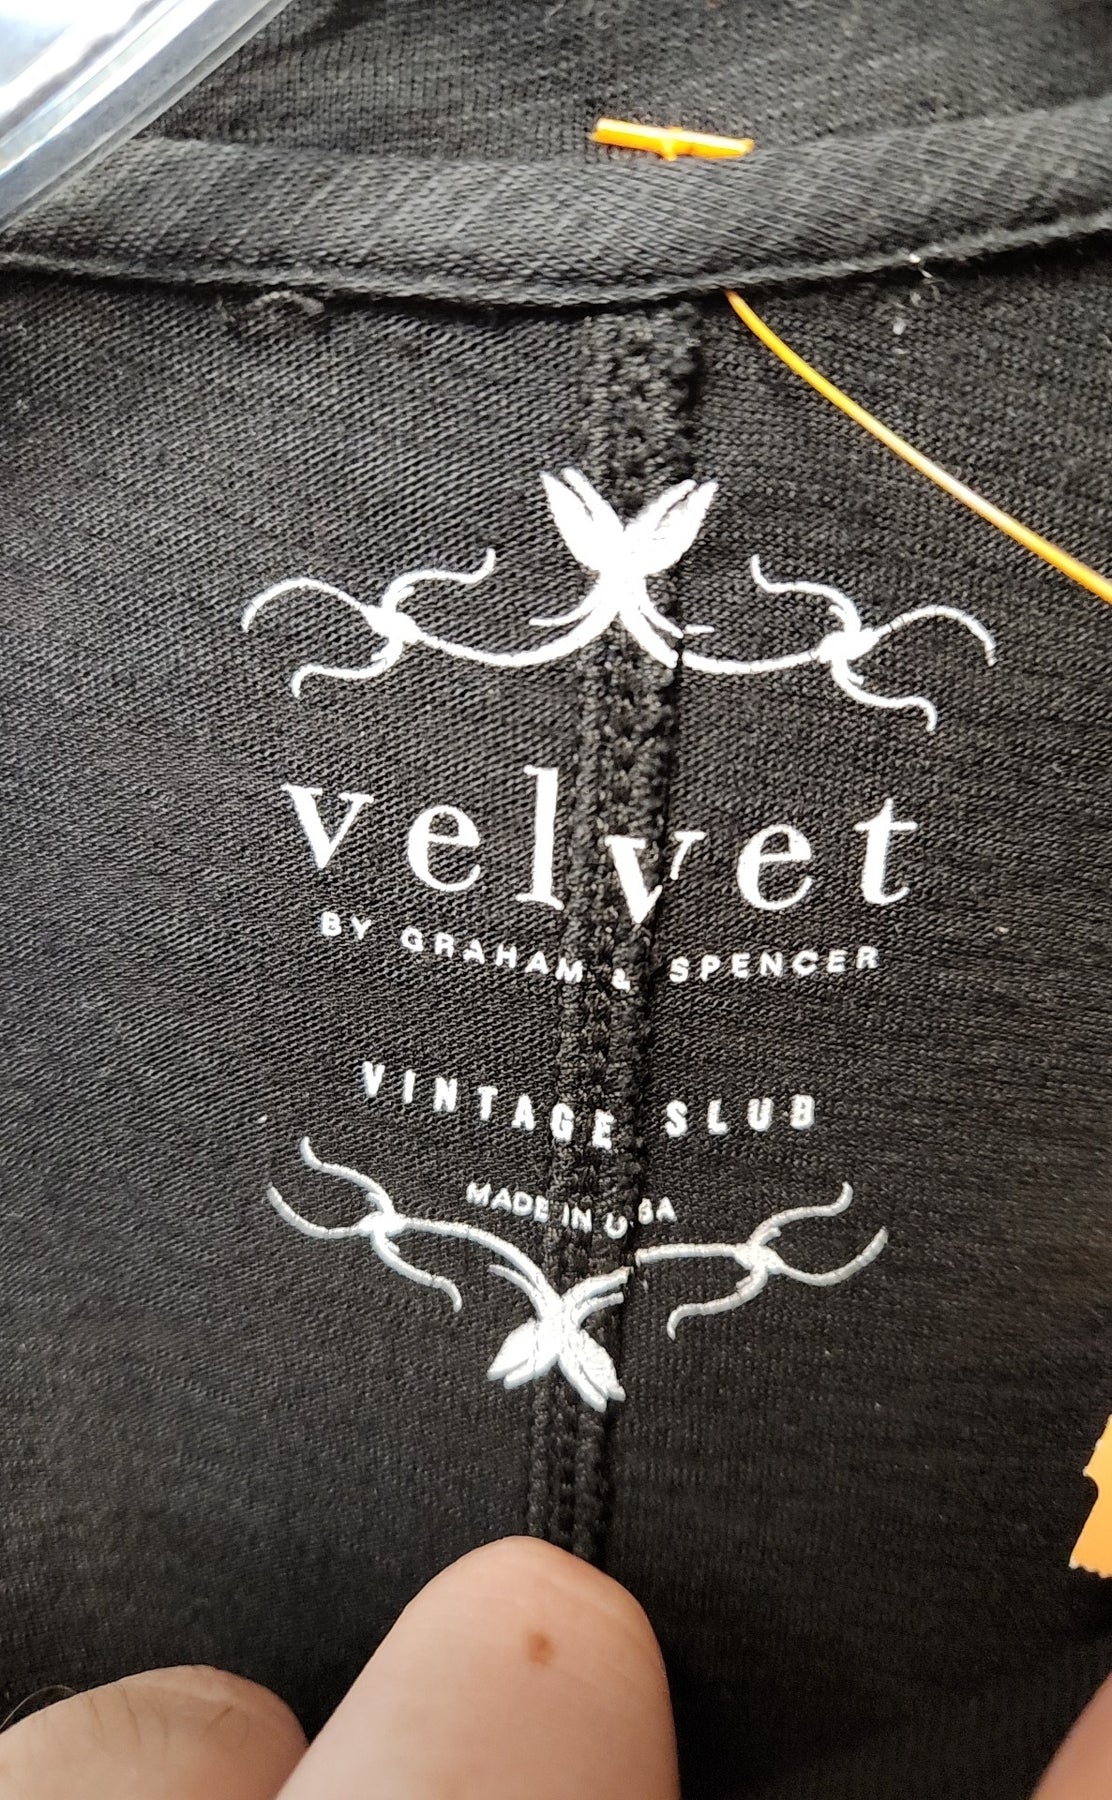 velvet
BY GRAHAM & SPENCER
VINTAGE SLUB
MADE IN USA